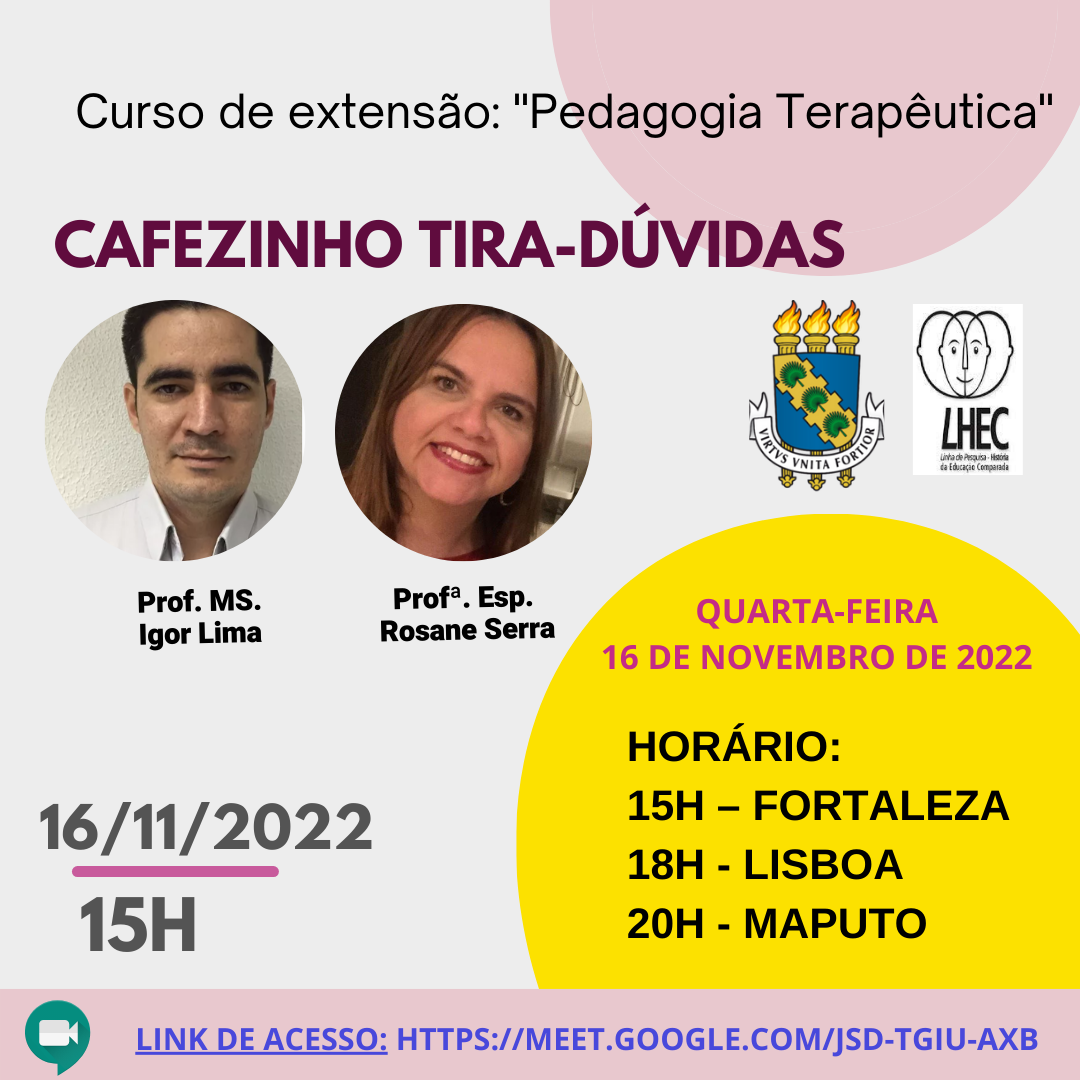 Curso de extensão: "Pedagogia Terapêutica"
CAFEZINHO TIRA-DÚVIDAS
VIRTVS VNITA FORTIOR
LHEC
Linha de Pesquisa - História
da Educação Comparada
Prof. MS.
Igor Lima
Profª. Esp.
Rosane Serra
QUARTA-FEIRA
16 DE NOVEMBRO DE 2022
HORÁRIO:
15H – FORTALEZA
18H - LISBOA
20H - MAPUTO
16/11/2022
15H
LINK DE ACESSO: HTTPS://MEET.GOOGLE.COM/JSD-TGIU-AXB